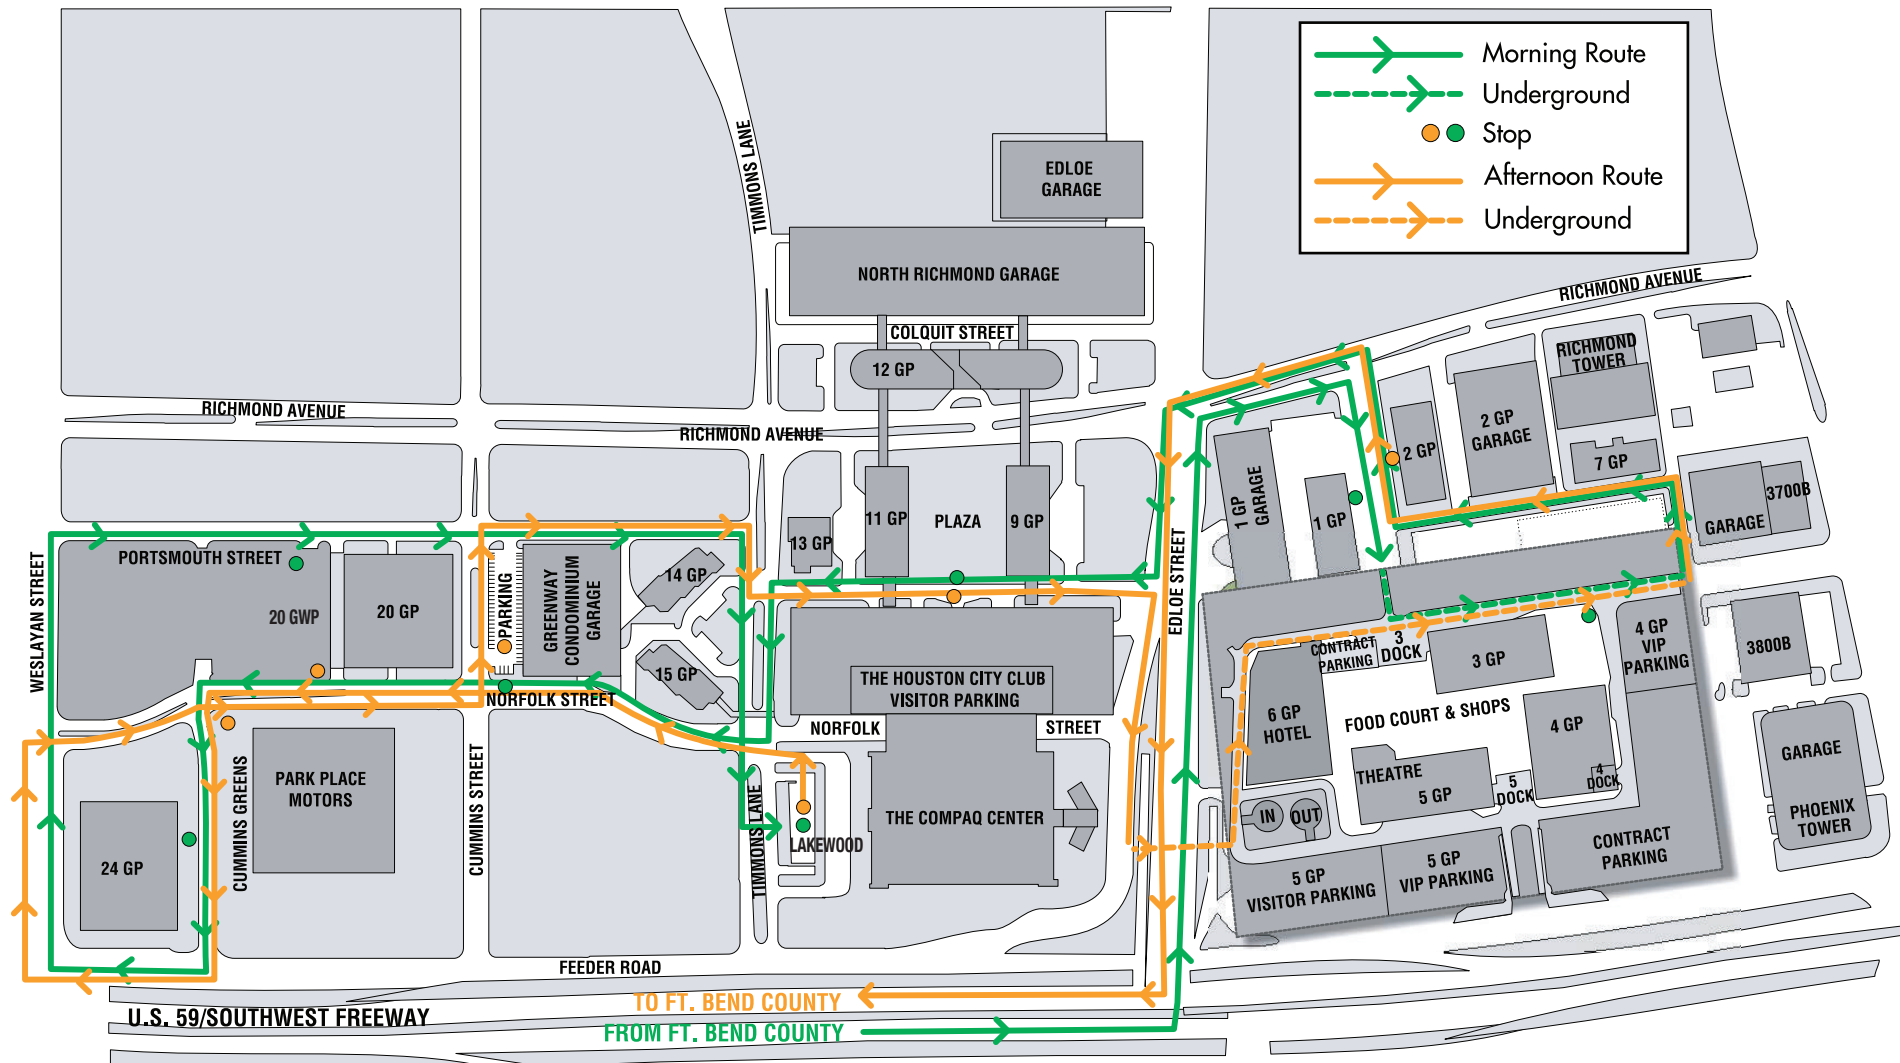 Morning Route
Underground
Stop
Afternoon Route
Underground
TIMMONS LANE
EDLOE
GARAGE
NORTH RICHMOND GARAGE
COLQUIT STREET
12 GP
RICHMOND AVENUE
RICHMOND AVENUE
RICHMOND AVENUE
RICHMOND
TOWER
2 GP
2 GP
GARAGE
7 GP
1 GP
GARAGE
1 GP
GARAGE
3700B
11 GP
PLAZA
9 GP
13 GP
WESLAYAN STREET
PORTSMOUTH STREET
20 GWP
20 GP
PARKING
GREENWAY
CONDOMINIUM
GARAGE
14 GP
15 GP
EDLOE STREET
THE HOUSTON CITY CLUB
VISITOR PARKING
NORFOLK STREET
NORFOLK
STREET
CONTRACT
PARKING
3
DOCK
3 GP
4 GP
VIP
PARKING
3800B
6 GP
HOTEL
FOOD COURT & SHOPS
4 GP
THEATRE
5 GP
5
DOCK
4
DOCK
IN
OUT
GARAGE
PHOENIX
TOWER
PARK PLACE
MOTORS
CUMMINS GREENS
CUMMINS STREET
TIMMONS LANE
LAKEWOOD
THE COMPAQ CENTER
24 GP
5 GP
VISITOR PARKING
5 GP
VIP PARKING
CONTRACT
PARKING
FEEDER ROAD
TO FT. BEND COUNTY
U.S. 59/SOUTHWEST FREEWAY
FROM FT. BEND COUNTY